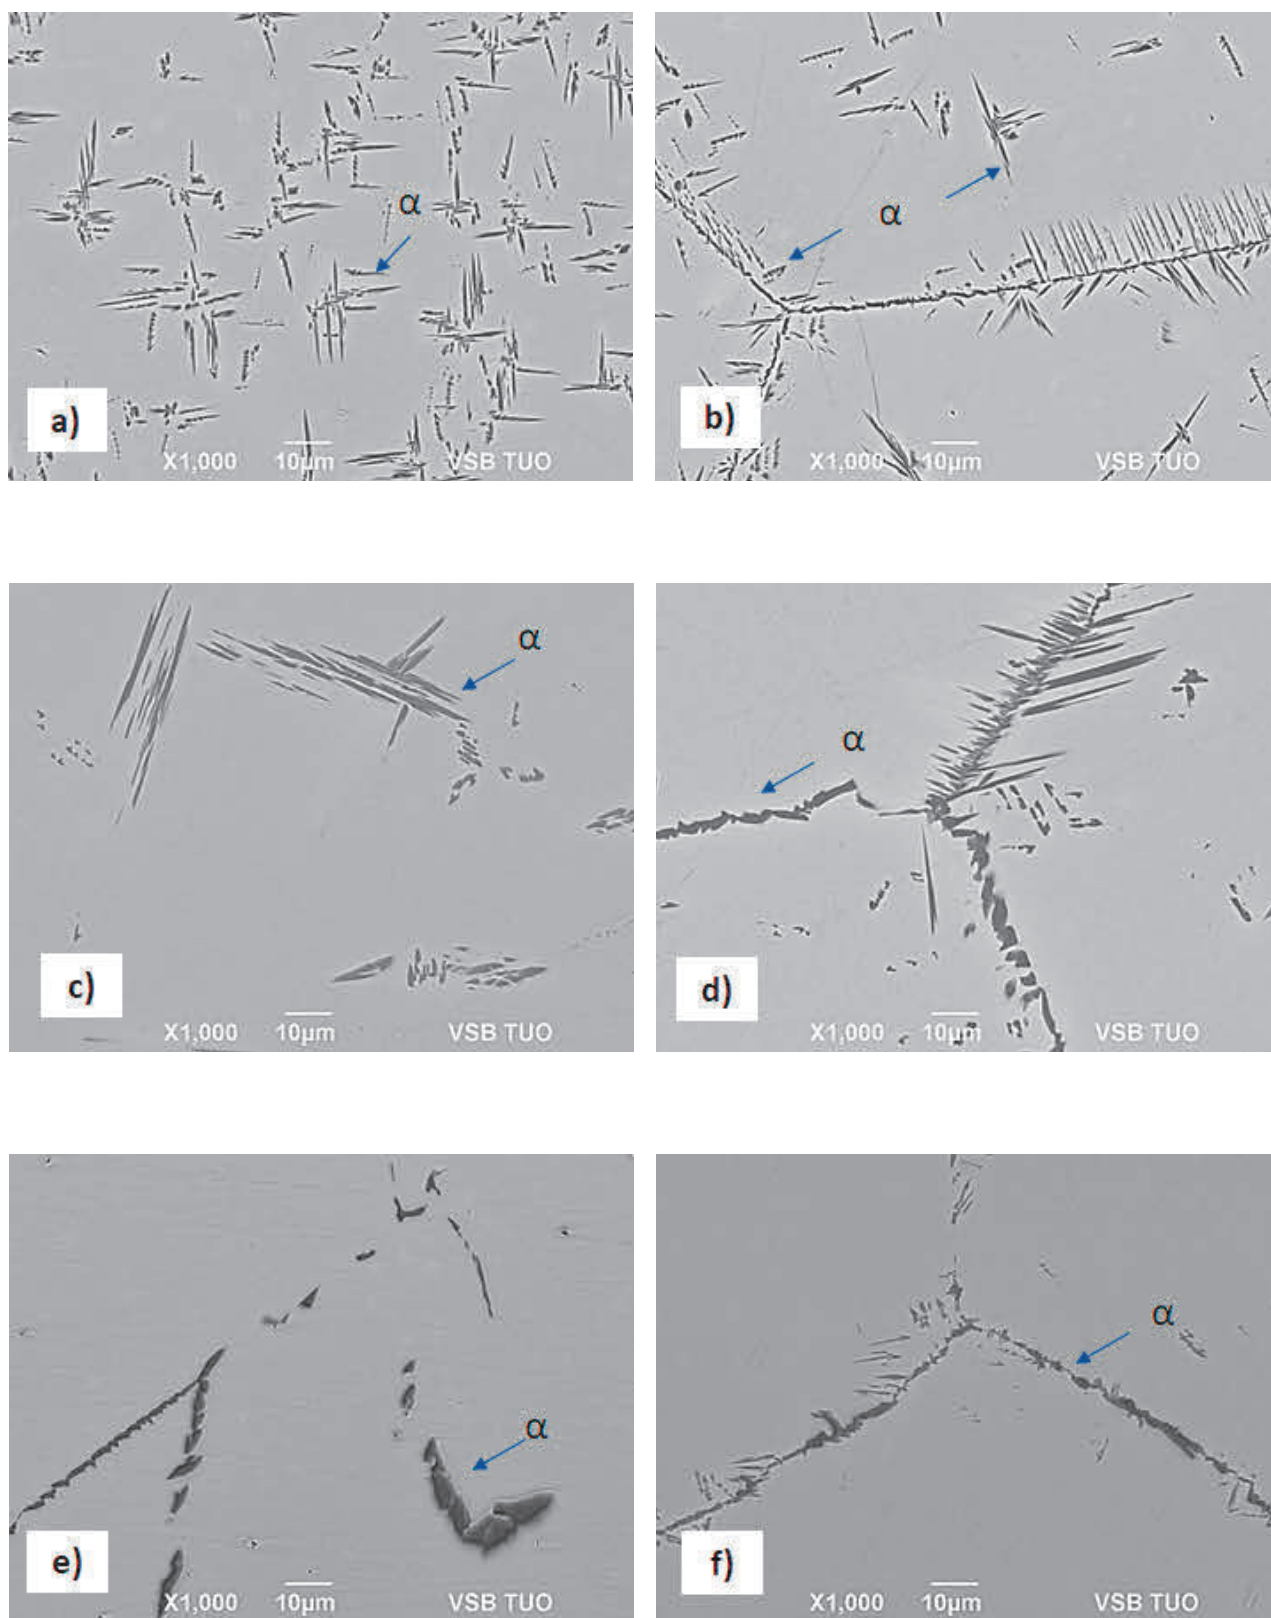 α
a)
X1,000 10μm VSB TUO
α
b)
X1,000 10μm VSB TUO
α
c)
X1,000 10μm VSB TUO
α
d)
X1,000 10μm VSB TUO
α
e)
X1,000 10μm VSB TUO
α
f)
X1,000 10μm VSB TUO